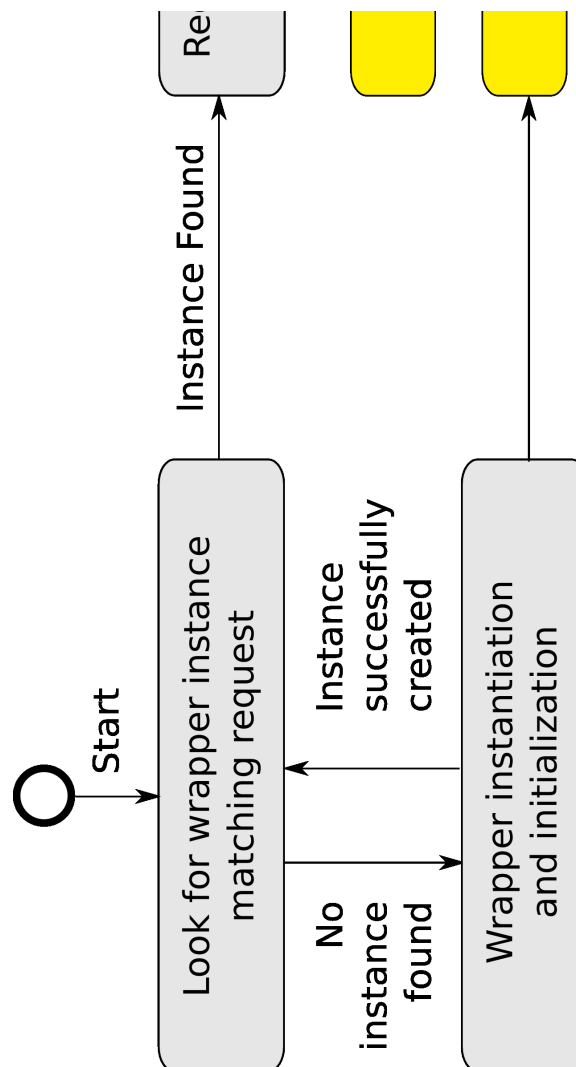 Start
Look for wrapper instance
matching request
Instance Found
No
instance
found
Instance
successfully
created
Wrapper instantiation
and initialization